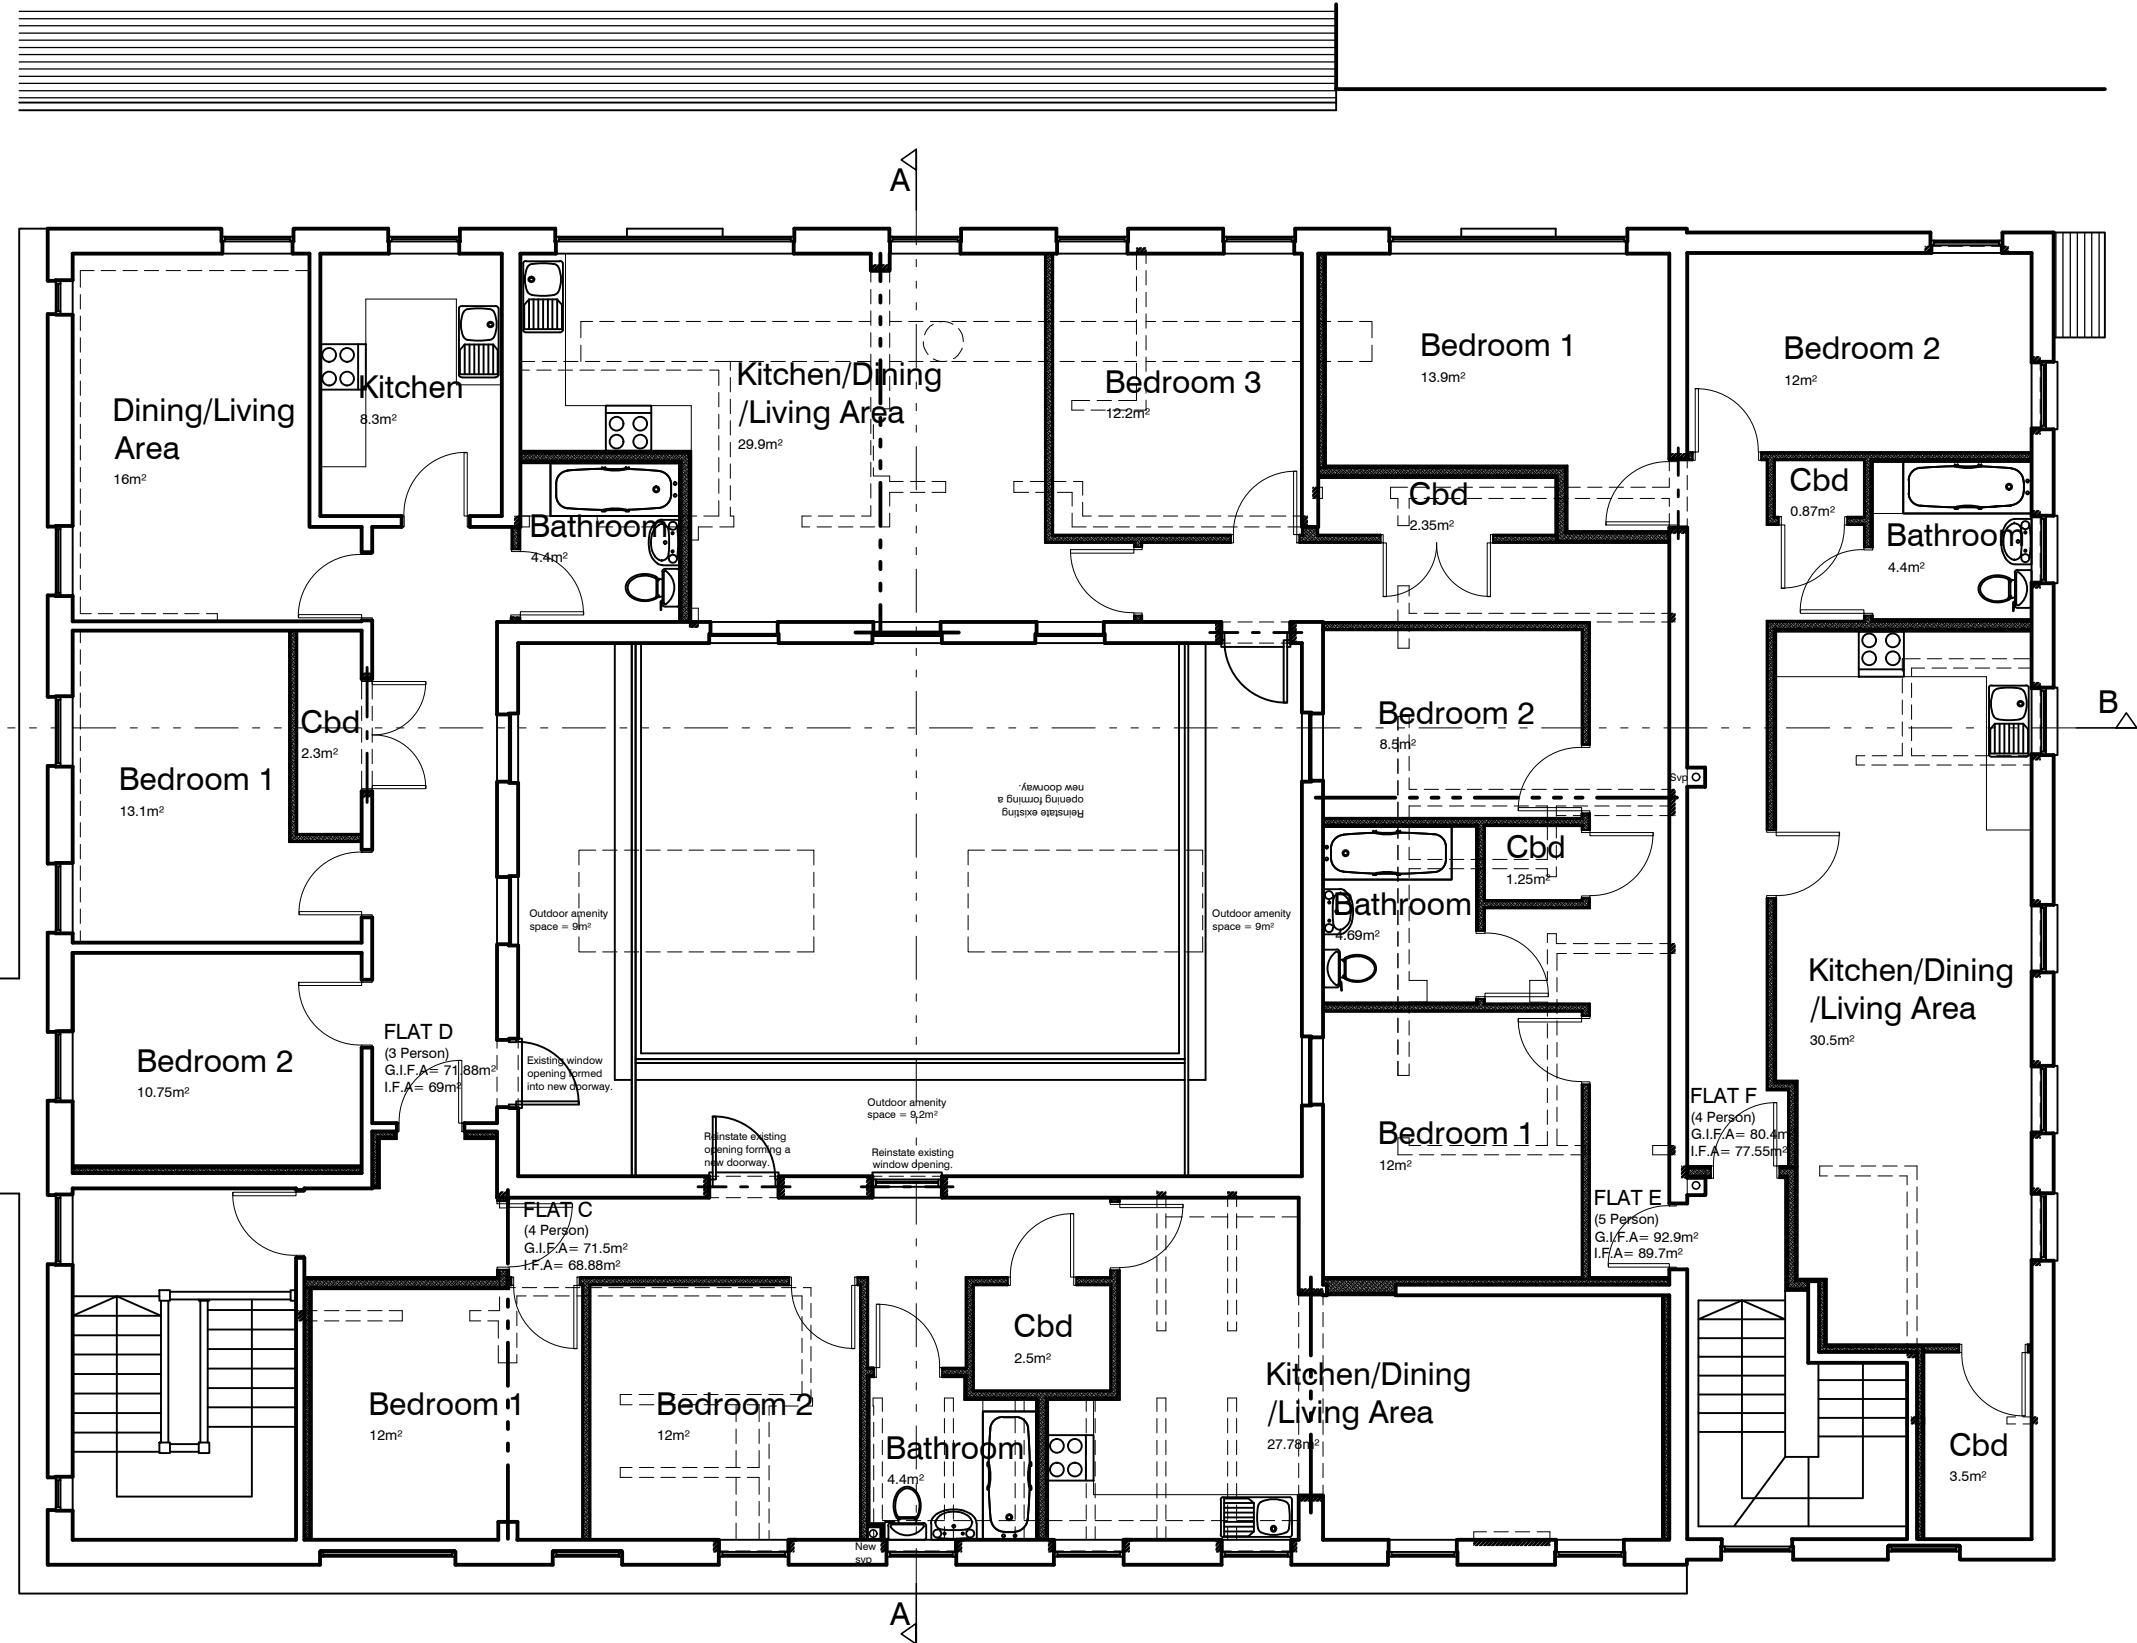 A
Dining/Living
Area
16m²
Kitchen
8.3m²
Kitchen/Dining
/Living Area
29.9m²
Bedroom 3
12.2m²
Bedroom 1
13.9m²
Bedroom 2
12m²
Bathroom
4.4m²
Cbd
2.35m²
Cbd
0.87m²
Bathroom
4.4m²
Bedroom 1
13.1m²
Cbd
2.3m²
Bedroom 2
8.5m²
Svp
B
Reinstate existing
opening forming a
new doorway.
Cbd
1.25m²
Bathroom
4.69m²
Outdoor amenity
space = 9m²
Outdoor amenity
space = 9m²
Kitchen/Dining
/Living Area
30.5m²
Bedroom 2
10.75m²
FLAT D
(3 Person)
G.I.F.A= 71.88m²
I.F.A= 69m²
Existing window
opening formed
into new doorway.
Outdoor amenity
space = 9.2m²
Reinstate existing
opening forming a
new doorway.
Reinstate existing
window opening.
Bedroom 1
12m²
FLAT F
(4 Person)
G.I.F.A= 80.4m
I.F.A= 77.55m²
FLAT E
(5 Person)
G.I.F.A= 92.9m²
I.F.A= 89.7m²
FLAT C
(4 Person)
G.I.F.A= 71.5m²
I.F.A= 68.88m²
Bedroom 1
12m²
Bedroom 2
12m²
Cbd
2.5m²
Bathroom
4.4m²
Kitchen/Dining
/Living Area
27.78m²
Cbd
3.5m²
New
svp
A